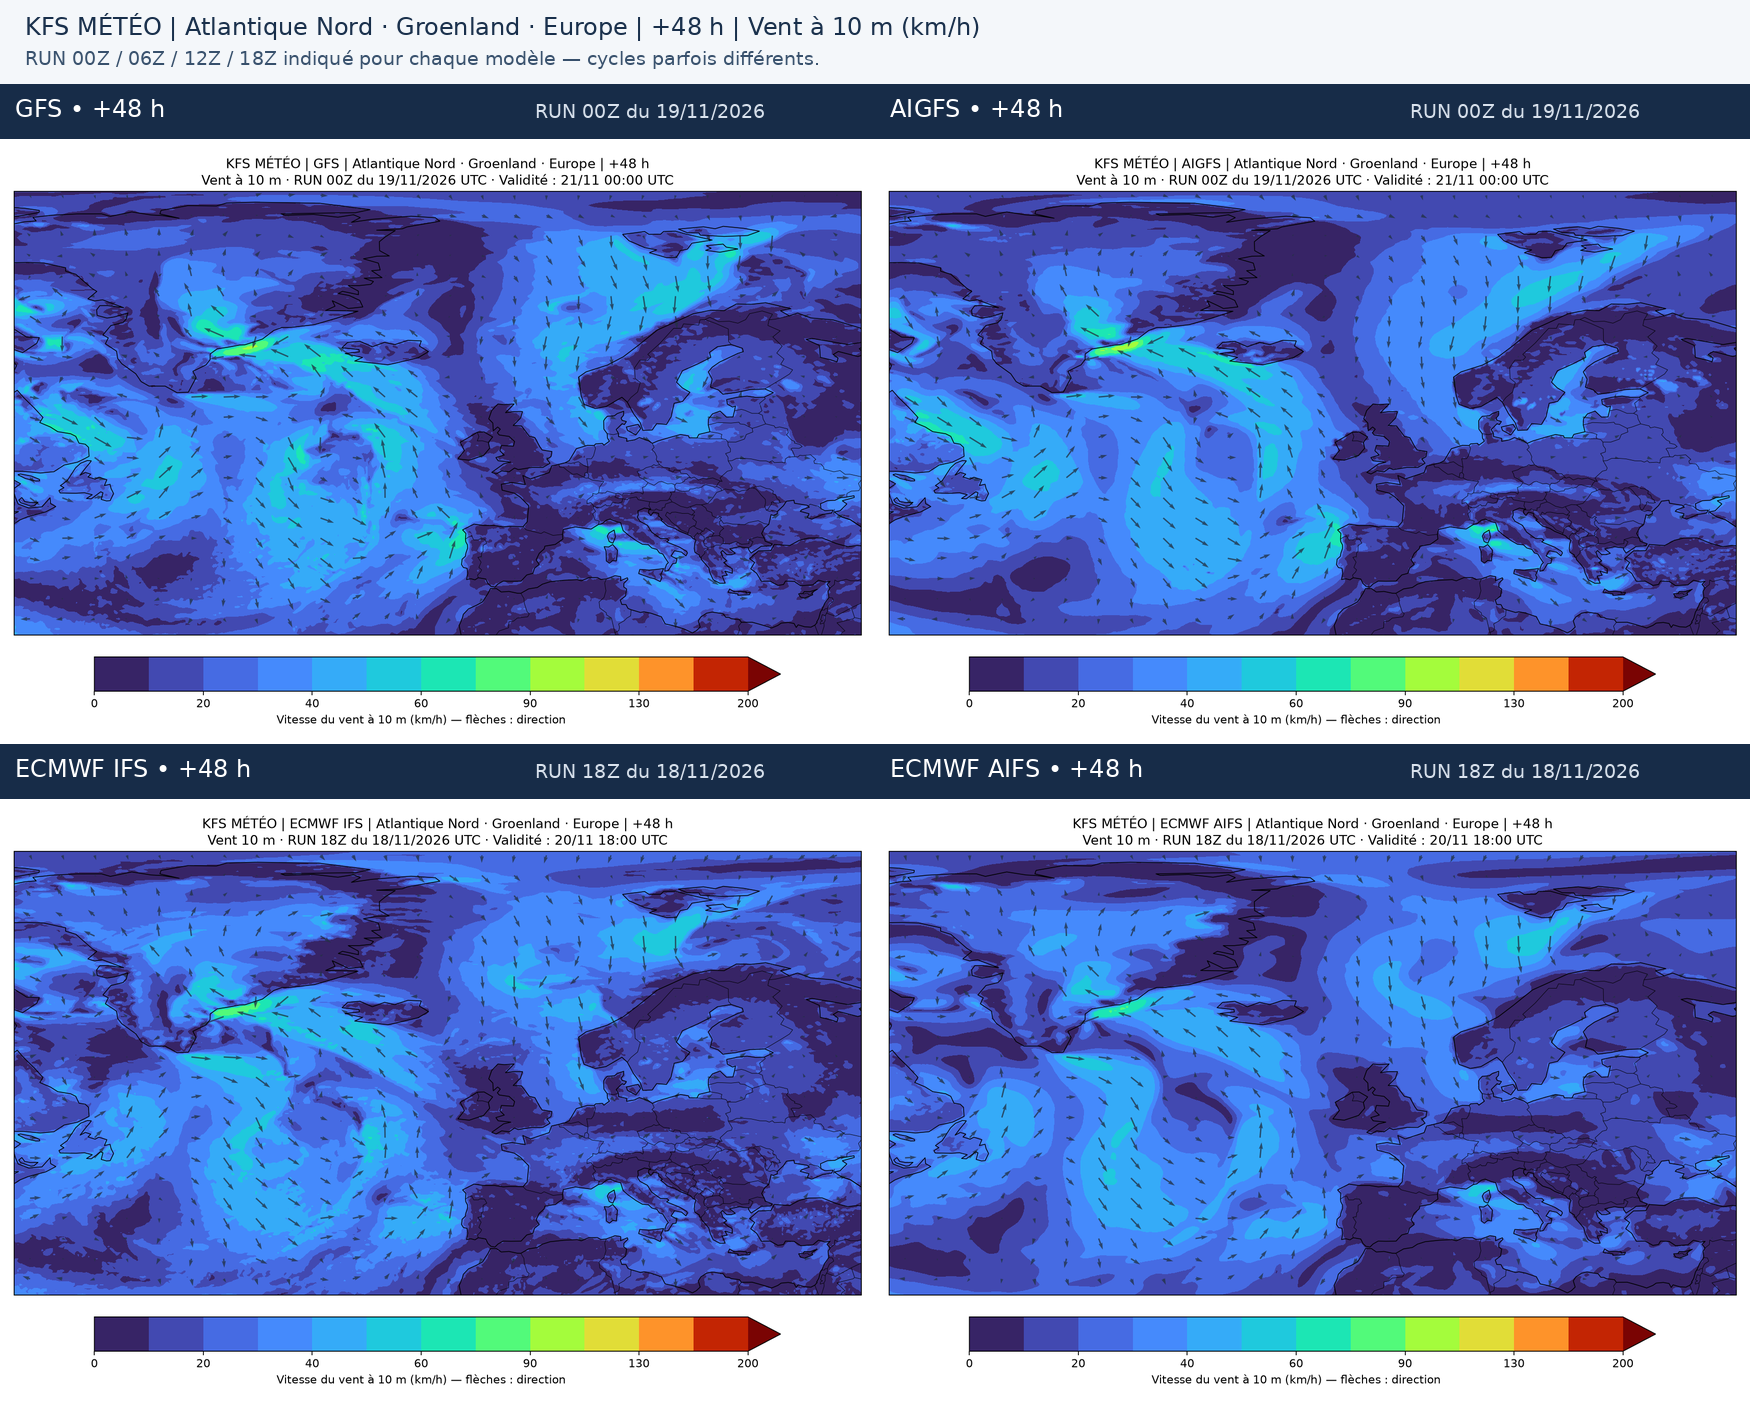 KFS MÉTÉO | Atlantique Nord · Groenland · Europe | +48 h | Vent à 10 m (km/h)
RUN 00Z / 06Z / 12Z / 18Z indiqué pour chaque modèle — cycles parfois différents.
GFS • +48 h
RUN 00Z du 19/11/2026
KFS MÉTÉO | GFS | Atlantique Nord · Groenland · Europe | +48 h
Vent à 10 m · RUN 00Z du 19/11/2026 UTC · Validité : 21/11 00:00 UTC
0 20 40 60 90 130 200
Vitesse du vent à 10 m (km/h) — flèches : direction
AIGFS • +48 h
RUN 00Z du 19/11/2026
KFS MÉTÉO | AIGFS | Atlantique Nord · Groenland · Europe | +48 h
Vent à 10 m · RUN 00Z du 19/11/2026 UTC · Validité : 21/11 00:00 UTC
0 20 40 60 90 130 200
Vitesse du vent à 10 m (km/h) — flèches : direction
ECMWF IFS • +48 h
RUN 18Z du 18/11/2026
KFS MÉTÉO | ECMWF IFS | Atlantique Nord · Groenland · Europe | +48 h
Vent 10 m · RUN 18Z du 18/11/2026 UTC · Validité : 20/11 18:00 UTC
0 20 40 60 90 130 200
Vitesse du vent à 10 m (km/h) — flèches : direction
ECMWF AIFS • +48 h
RUN 18Z du 18/11/2026
KFS MÉTÉO | ECMWF AIFS | Atlantique Nord · Groenland · Europe | +48 h
Vent 10 m · RUN 18Z du 18/11/2026 UTC · Validité : 20/11 18:00 UTC
0 20 40 60 90 130 200
Vitesse du vent à 10 m (km/h) — flèches : direction